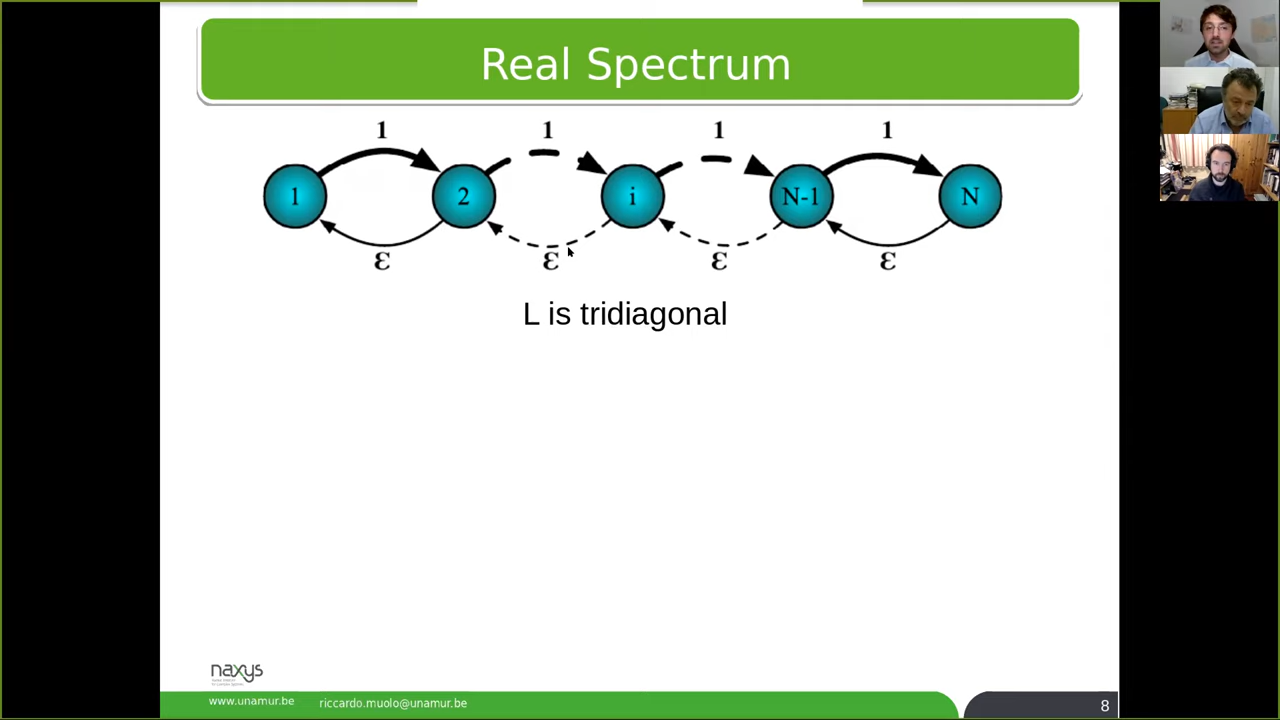 Real Spectrum
1 1 1 1
1 2 i N-1 N
ε ε ε ε
L is tridiagonal
naxys
www.unamur.be riccardo.muolo@unamur.be 8